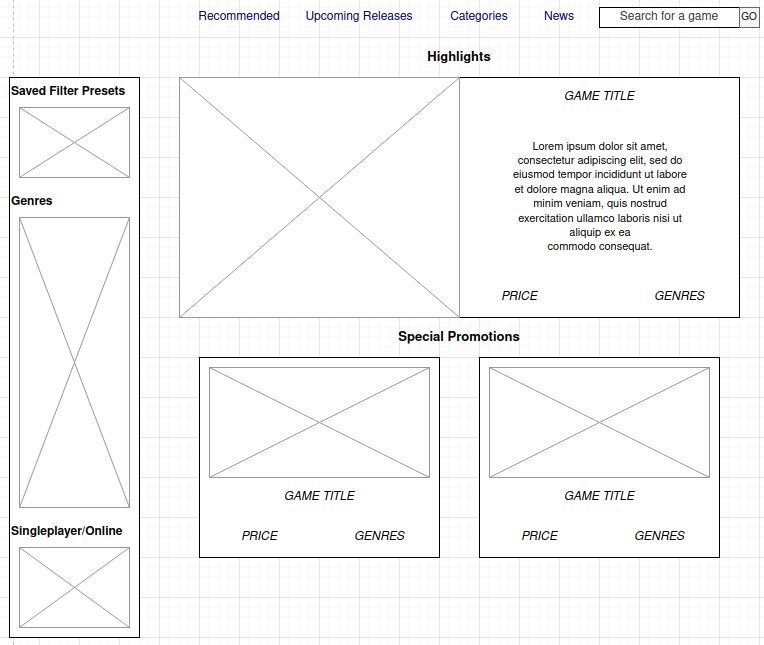 Recommended
Upcoming Releases
Categories
News
Search for a game
GO
Saved Filter Presets
Genres
Singleplayer/Online
Highlights
GAME TITLE
Lorem ipsum dolor sit amet,
consectetur adipiscing elit, sed do
eiusmod tempor incididunt ut labore
et dolore magna aliqua. Ut enim ad
minim veniam, quis nostrud
exercitation ullamco laboris nisi ut
aliquip ex ea
commodo consequat.
PRICE
GENRES
Special Promotions
GAME TITLE
PRICE
GENRES
GAME TITLE
PRICE
GENRES